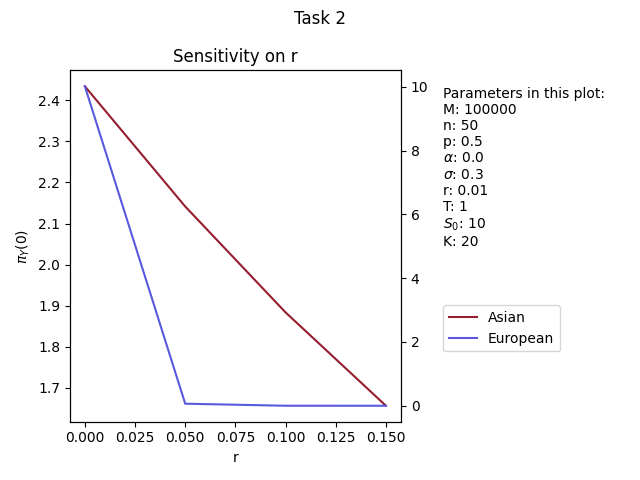 Task 2
Sensitivity on r
Parameters in this plot:
M: 100000
n: 50
p: 0.5
α: 0.0
σ: 0.3
r: 0.01
T: 1
S₀: 10
K: 20
2.4
2.3
2.2
2.1
2.0
1.9
1.8
1.7
π_Y(0)
10
8
6
4
2
0
Asian
European
0.000 0.025 0.050 0.075 0.100 0.125 0.150
r